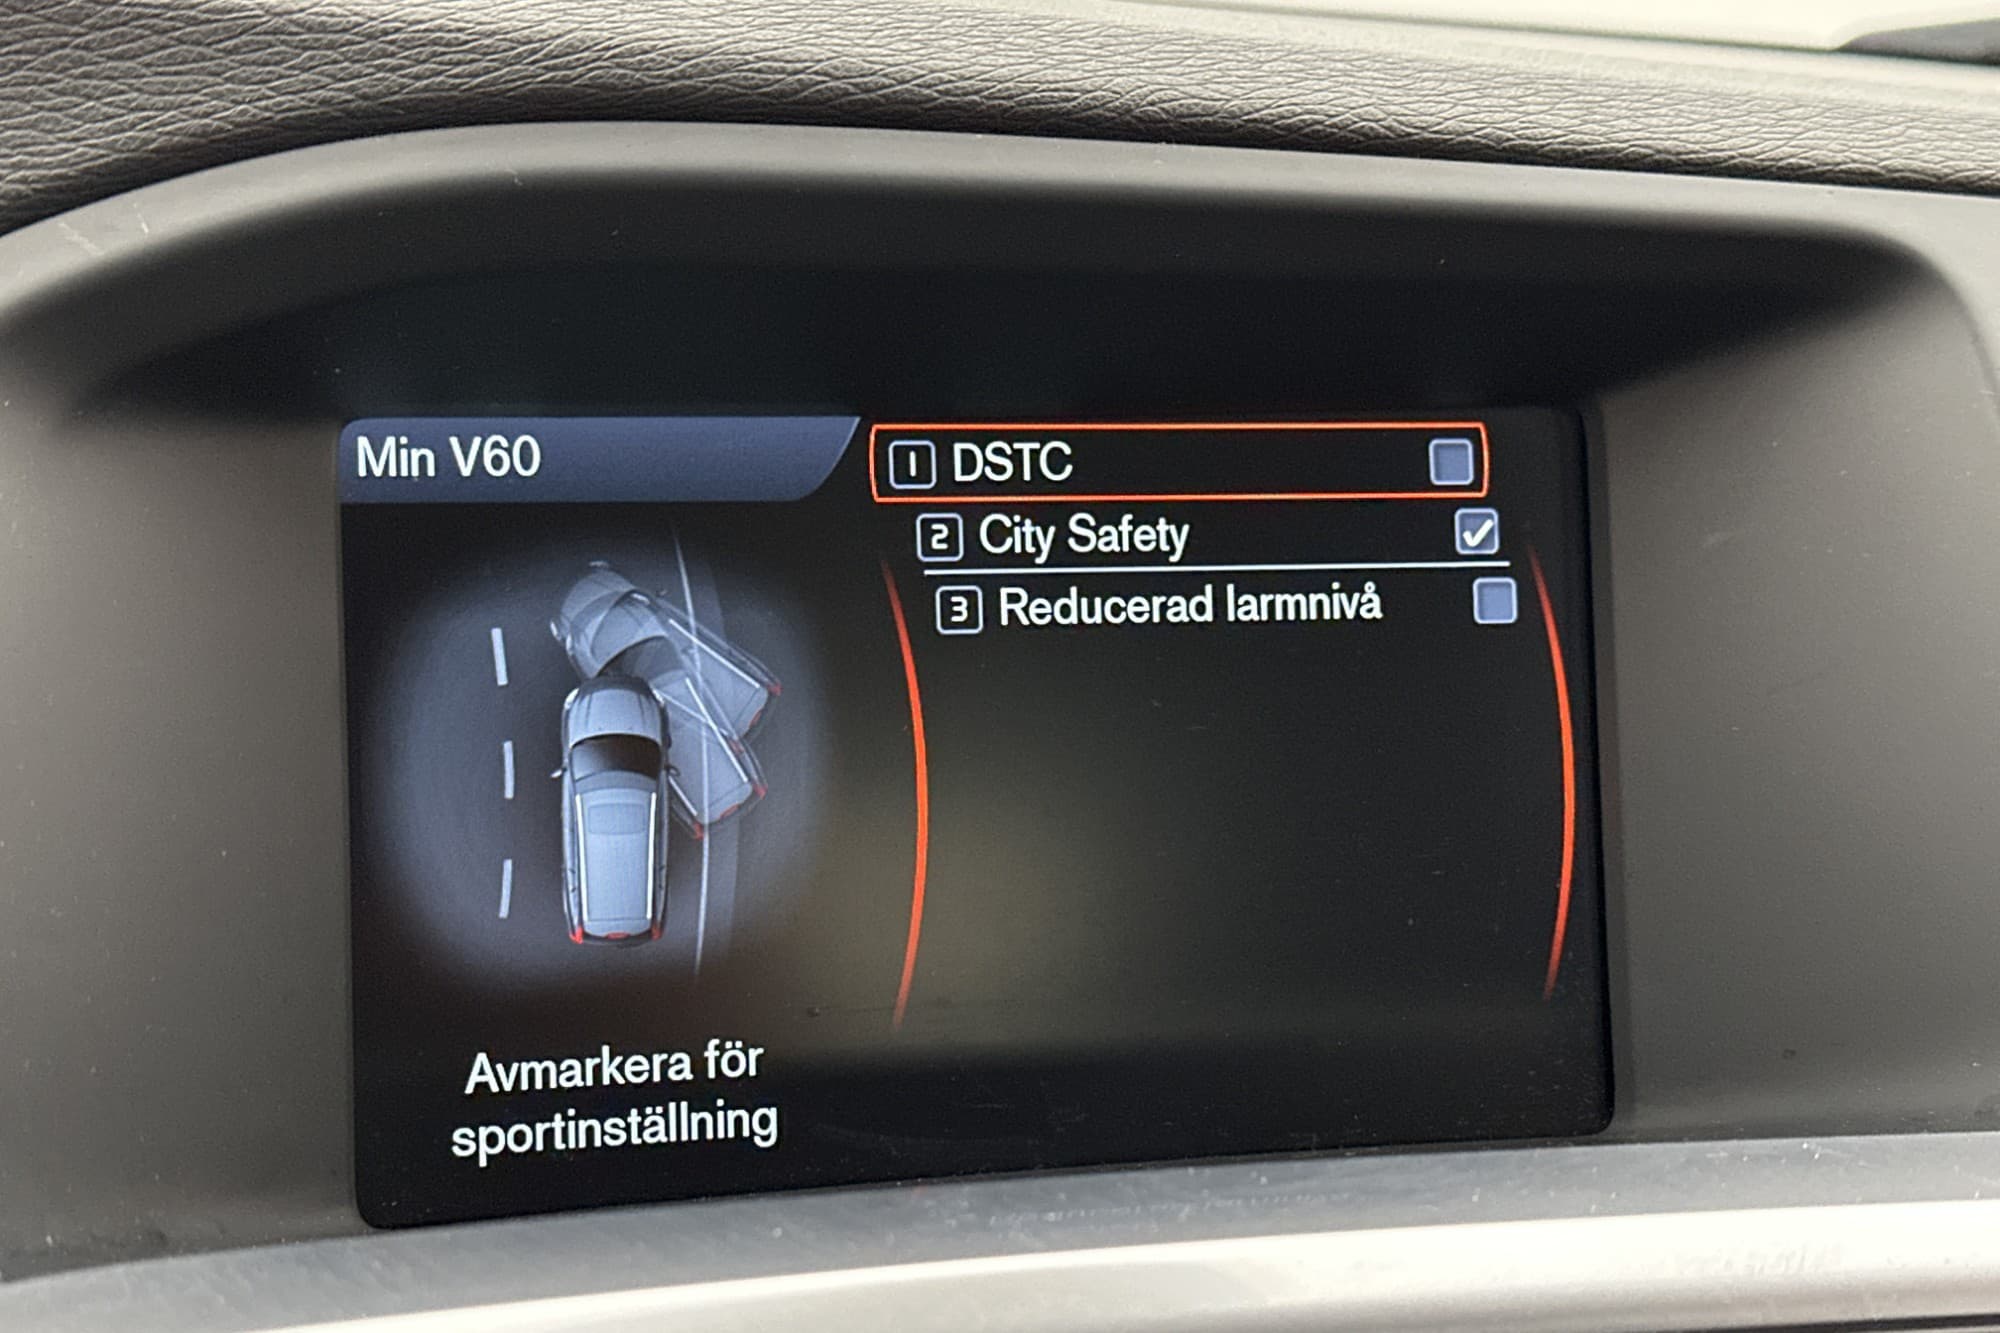 Min V60
1 DSTC
2 City Safety
3 Reducerad larmnivå
Avmarkera för
sportinställning